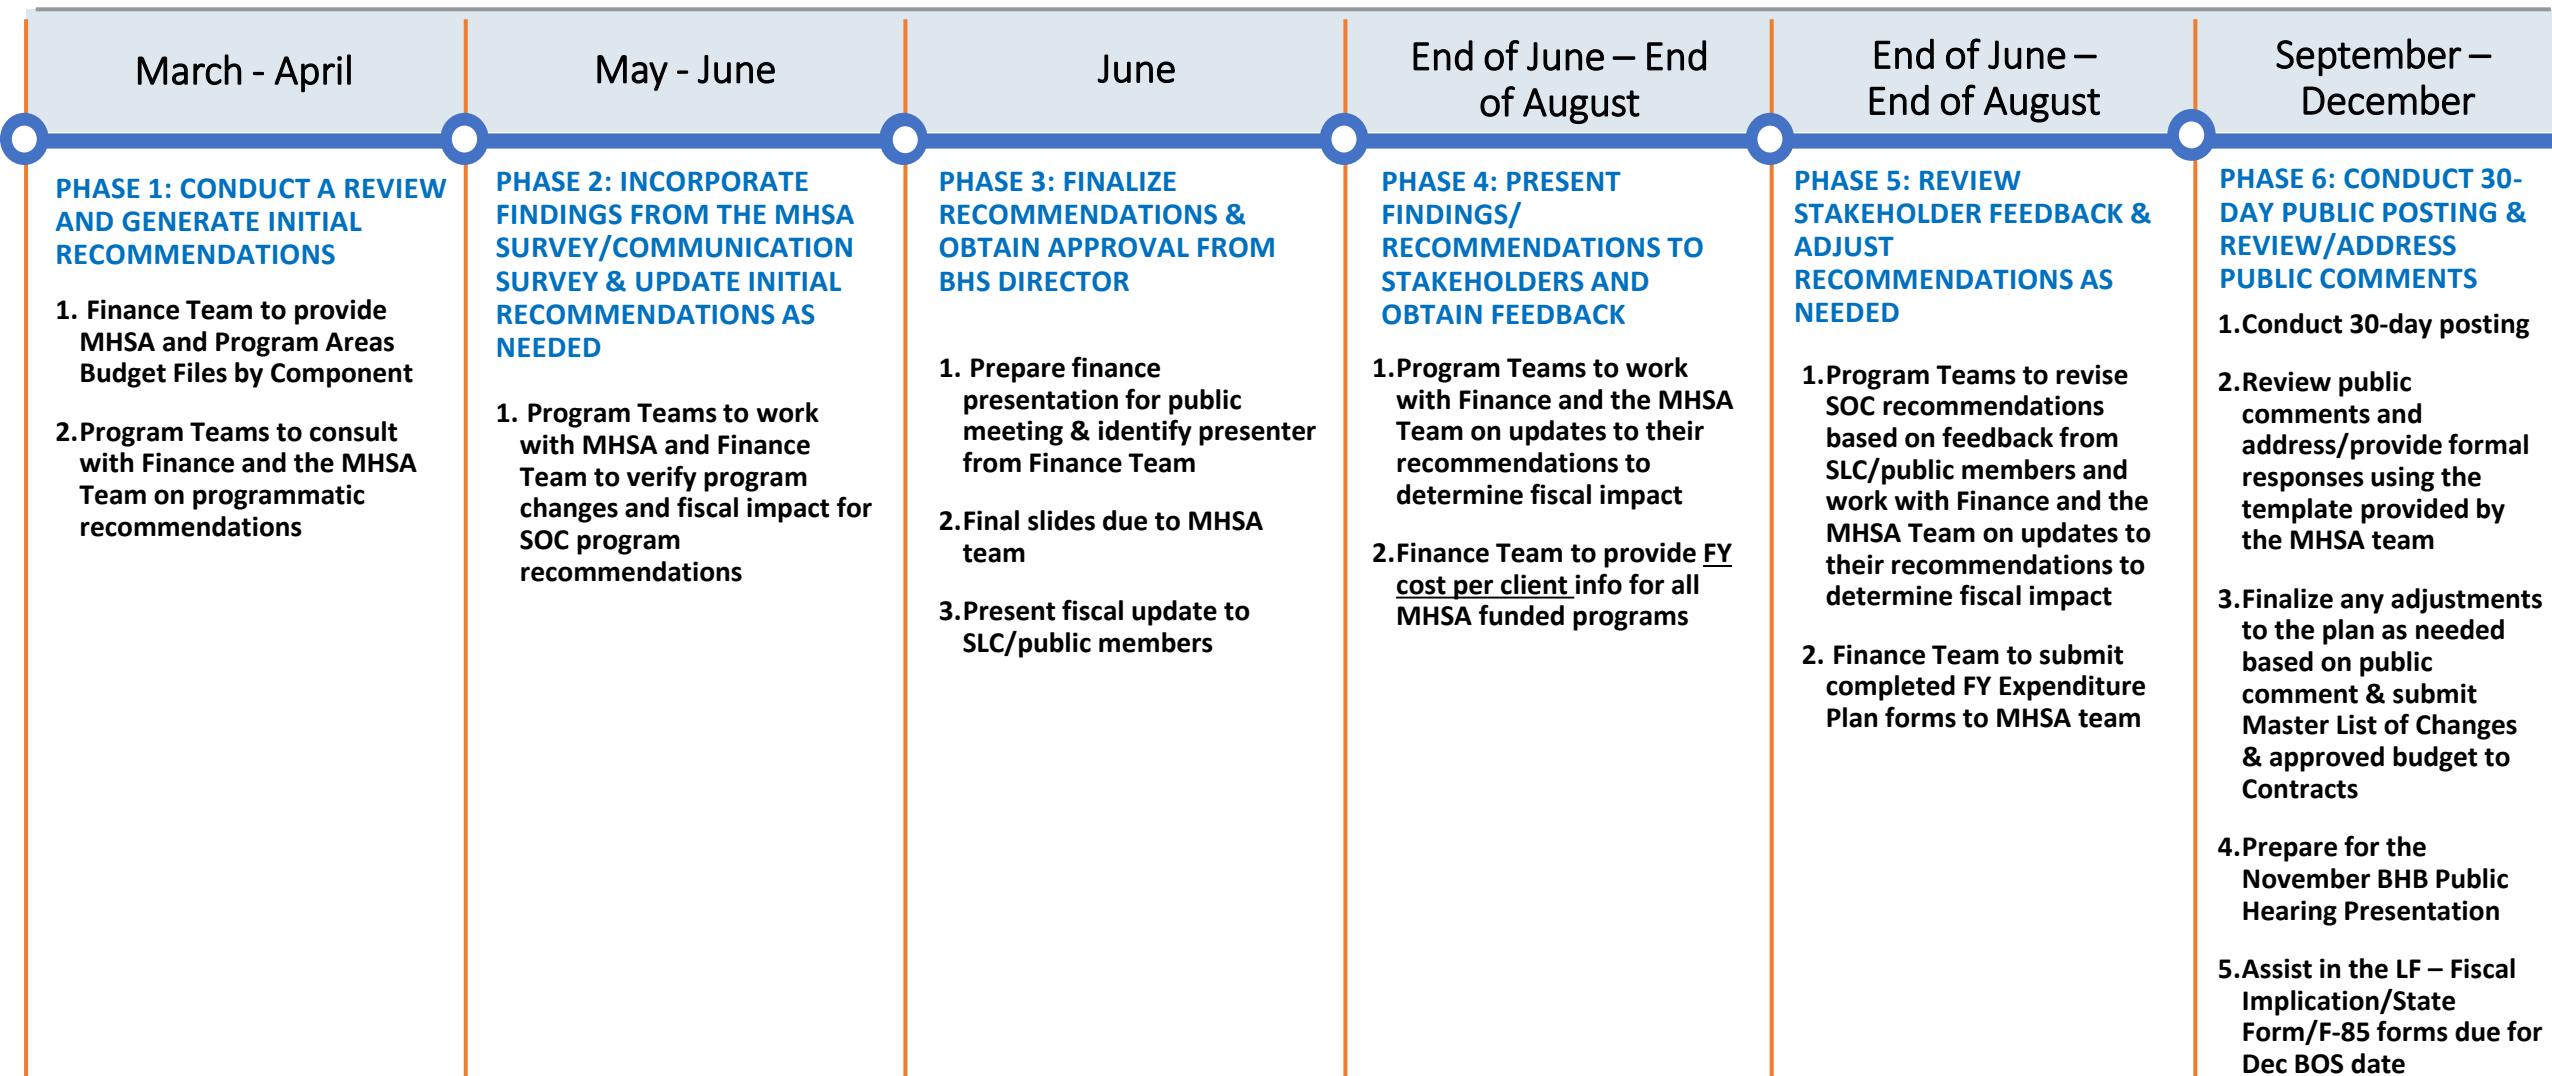 March - April
May - June
June
End of June – End
of August
End of June –
End of August
September –
December
PHASE 1: CONDUCT A REVIEW
AND GENERATE INITIAL
RECOMMENDATIONS
1. Finance Team to provide
MHSA and Program Areas
Budget Files by Component
2.Program Teams to consult
with Finance and the MHSA
Team on programmatic
recommendations
PHASE 2: INCORPORATE
FINDINGS FROM THE MHSA
SURVEY/COMMUNICATION
SURVEY & UPDATE INITIAL
RECOMMENDATIONS AS
NEEDED
1. Program Teams to work
with MHSA and Finance
Team to verify program
changes and fiscal impact for
SOC program
recommendations
PHASE 3: FINALIZE
RECOMMENDATIONS &
OBTAIN APPROVAL FROM
BHS DIRECTOR
1. Prepare finance
presentation for public
meeting & identify presenter
from Finance Team
2.Final slides due to MHSA
team
3.Present fiscal update to
SLC/public members
PHASE 4: PRESENT
FINDINGS/
RECOMMENDATIONS TO
STAKEHOLDERS AND
OBTAIN FEEDBACK
1.Program Teams to work
with Finance and the MHSA
Team on updates to their
recommendations to
determine fiscal impact
2.Finance Team to provide FY
cost per client info for all
MHSA funded programs
PHASE 5: REVIEW
STAKEHOLDER FEEDBACK &
ADJUST
RECOMMENDATIONS AS
NEEDED
1.Program Teams to revise
SOC recommendations
based on feedback from
SLC/public members and
work with Finance and the
MHSA Team on updates to
their recommendations to
determine fiscal impact
2. Finance Team to submit
completed FY Expenditure
Plan forms to MHSA team
PHASE 6: CONDUCT 30-
DAY PUBLIC POSTING &
REVIEW/ADDRESS
PUBLIC COMMENTS
1.Conduct 30-day posting
2.Review public
comments and
address/provide formal
responses using the
template provided by
the MHSA team
3.Finalize any adjustments
to the plan as needed
based on public
comment & submit
Master List of Changes
& approved budget to
Contracts
4.Prepare for the
November BHB Public
Hearing Presentation
5.Assist in the LF – Fiscal
Implication/State
Form/F-85 forms due for
Dec BOS date